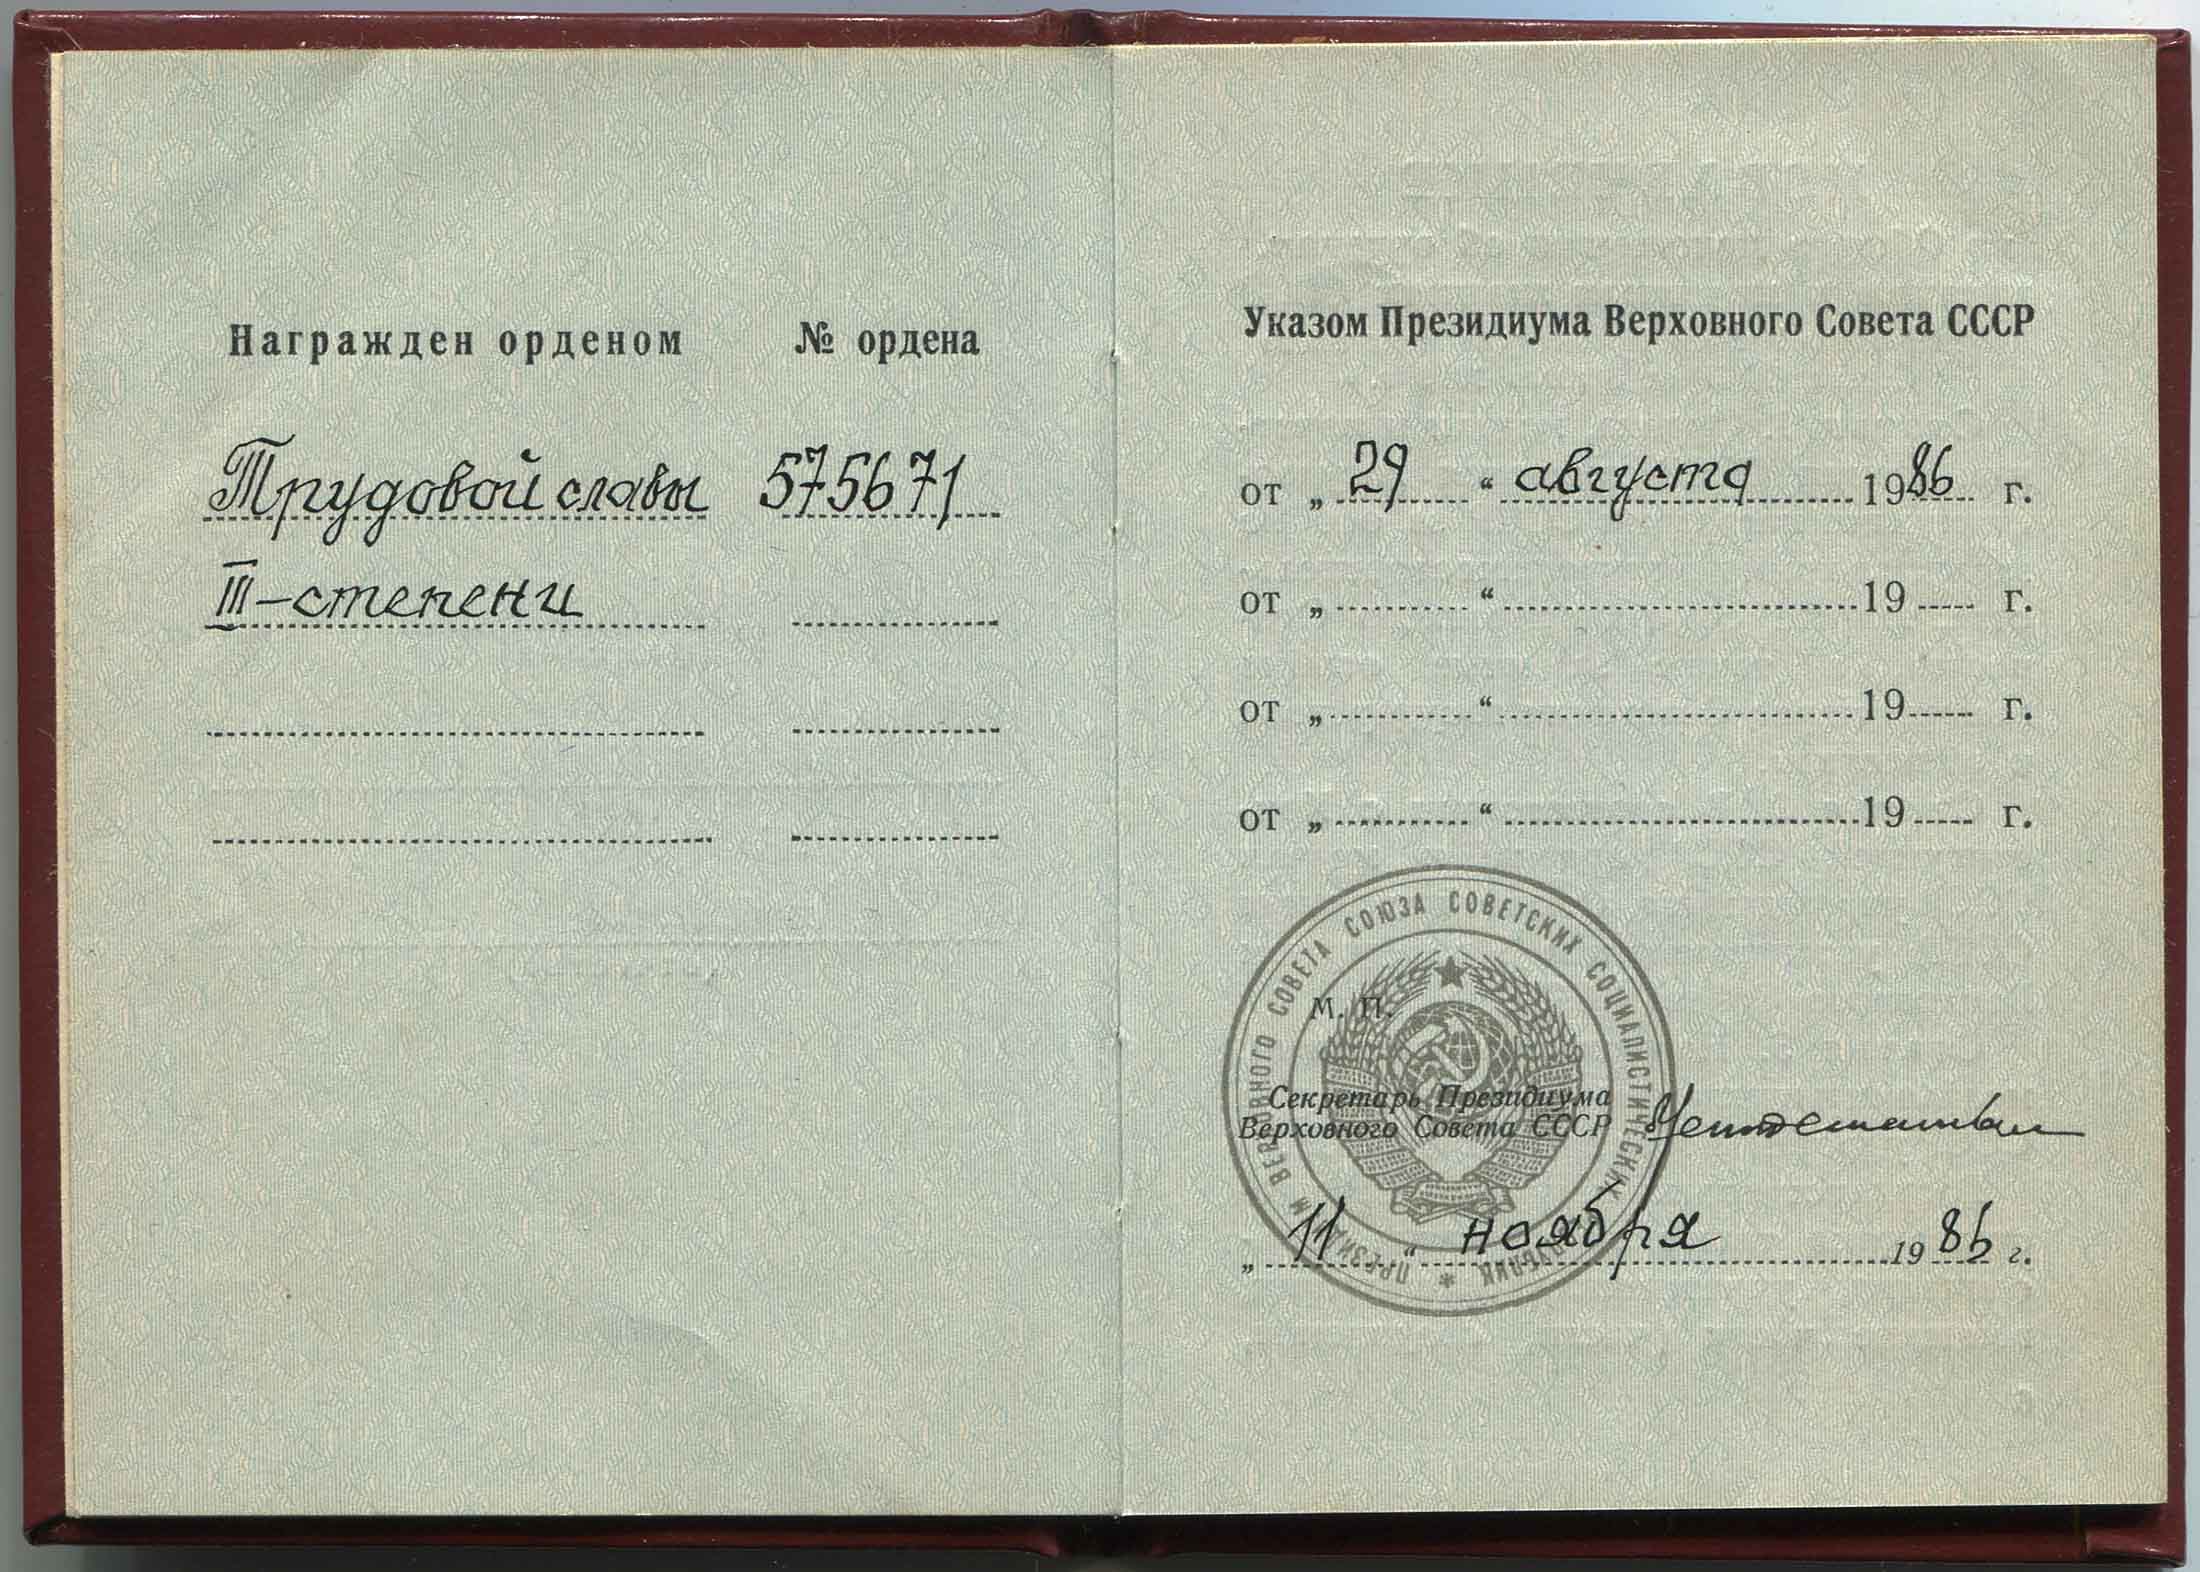 Награжден орденом № ордена
Трудовой славы 575671
III-степени
Указом Президиума Верховного Совета СССР
от „ 29 “ августа 1986 г.
от „ “ 19 г.
от „ “ 19 г.
от „ “ 19 г.
ПРЕЗИДИУМ ВЕРХОВНОГО СОВЕТА СОЮЗА СОВЕТСКИХ СОЦИАЛИСТИЧЕСКИХ РЕСПУБЛИК *
М. П.
Секретарь Президиума
Верховного Совета СССР
„ 11 “ ноября 1986 г.